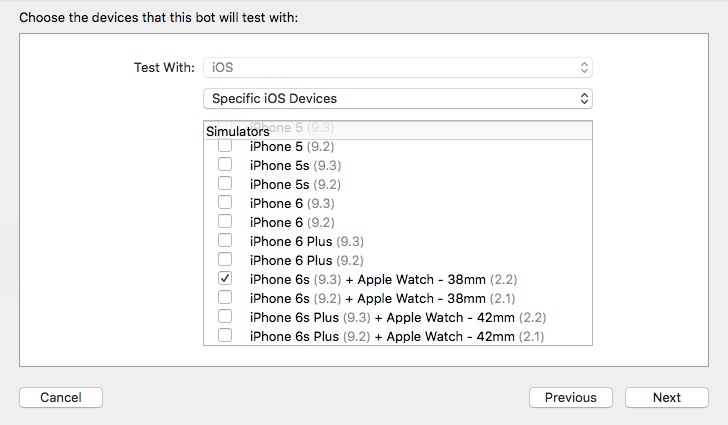 Choose the devices that this bot will test with:
Test With: iOS
Specific iOS Devices
iPhone 5 (9.3)
Simulators
iPhone 5 (9.2)
iPhone 5s (9.3)
iPhone 5s (9.2)
iPhone 6 (9.3)
iPhone 6 (9.2)
iPhone 6 Plus (9.3)
iPhone 6 Plus (9.2)
iPhone 6s (9.3) + Apple Watch - 38mm (2.2)
iPhone 6s (9.2) + Apple Watch - 38mm (2.1)
iPhone 6s Plus (9.3) + Apple Watch - 42mm (2.2)
iPhone 6s Plus (9.2) + Apple Watch - 42mm (2.1)
Cancel Previous Next